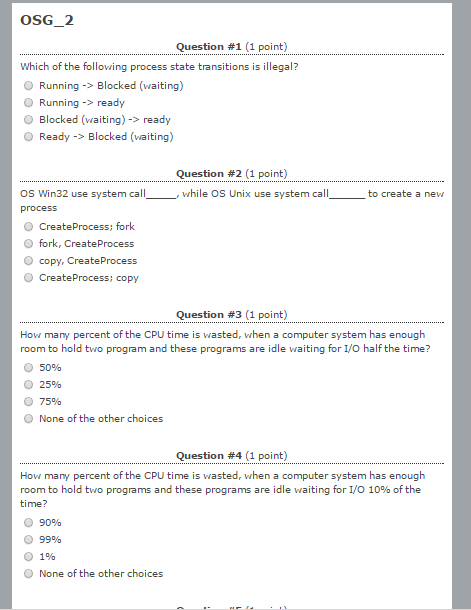 OSG_2
Question #1 (1 point)
Which of the following process state transitions is illegal?
Running -> Blocked (waiting)
Running -> ready
Blocked (waiting) -> ready
Ready -> Blocked (waiting)
Question #2 (1 point)
OS Win32 use system call_____, while OS Unix use system call______ to create a new
process
CreateProcess; fork
fork, CreateProcess
copy, CreateProcess
CreateProcess; copy
Question #3 (1 point)
How many percent of the CPU time is wasted, when a computer system has enough
room to hold two program and these programs are idle waiting for I/O half the time?
50%
25%
75%
None of the other choices
Question #4 (1 point)
How many percent of the CPU time is wasted, when a computer system has enough
room to hold two programs and these programs are idle waiting for I/O 10% of the
time?
90%
99%
1%
None of the other choices